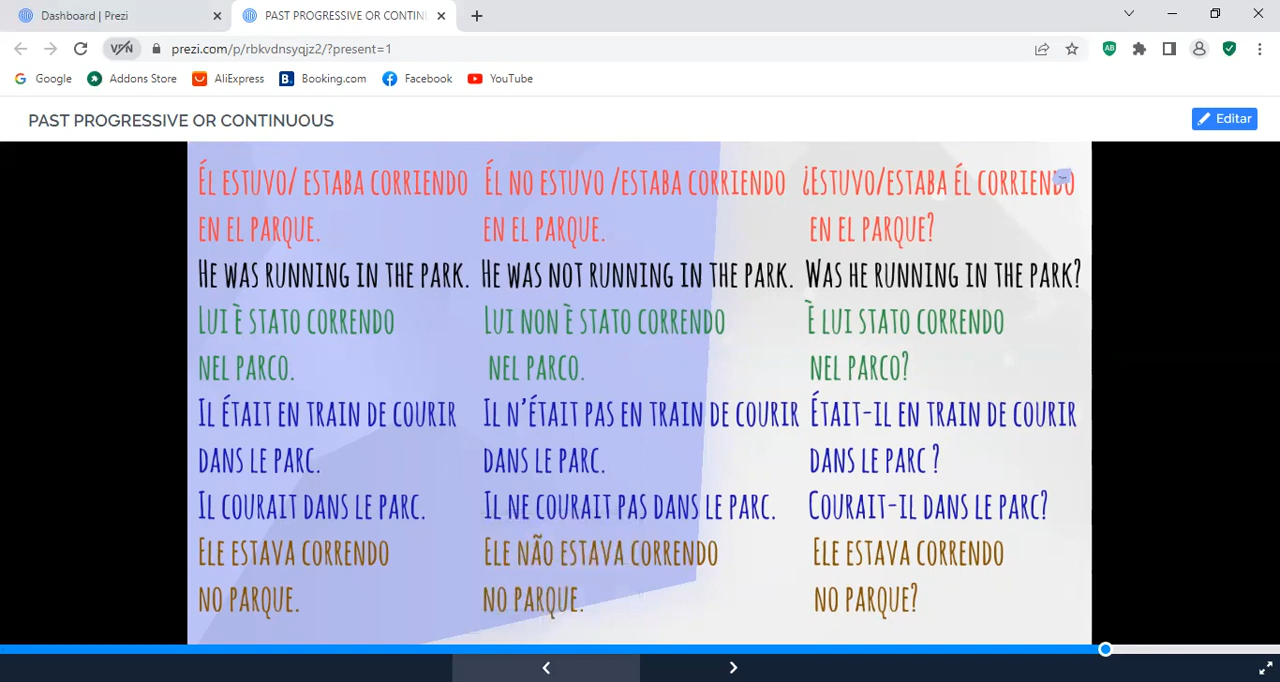 Dashboard | Prezi
PAST PROGRESSIVE OR CONTIN
VPN
prezi.com/p/rbkvdnsyqjz2/?present=1
AB
G Google
Addons Store
AliExpress
B. Booking.com
Facebook
YouTube
PAST PROGRESSIVE OR CONTINUOUS
Editar
ÉL ESTUVO/ ESTABA CORRIENDO
EN EL PARQUE.
HE WAS RUNNING IN THE PARK.
LUI È STATO CORRENDO
NEL PARCO.
IL ÉTAIT EN TRAIN DE COURIR
DANS LE PARC.
IL COURAIT DANS LE PARC.
ELE ESTAVA CORRENDO
NO PARQUE.
ÉL NO ESTUVO /ESTABA CORRIENDO
EN EL PARQUE.
HE WAS NOT RUNNING IN THE PARK.
LUI NON È STATO CORRENDO
NEL PARCO.
IL N'ÉTAIT PAS EN TRAIN DE COURIR
DANS LE PARC.
IL NE COURAIT PAS DANS LE PARC.
ELE NÃO ESTAVA CORRENDO
NO PARQUE.
¿ESTUVO/ESTABA ÉL CORRIENDO
EN EL PARQUE?
WAS HE RUNNING IN THE PARK?
È LUI STATO CORRENDO
NEL PARCO?
ÉTAIT-IL EN TRAIN DE COURIR
DANS LE PARC ?
COURAIT-IL DANS LE PARC?
ELE ESTAVA CORRENDO
NO PARQUE?